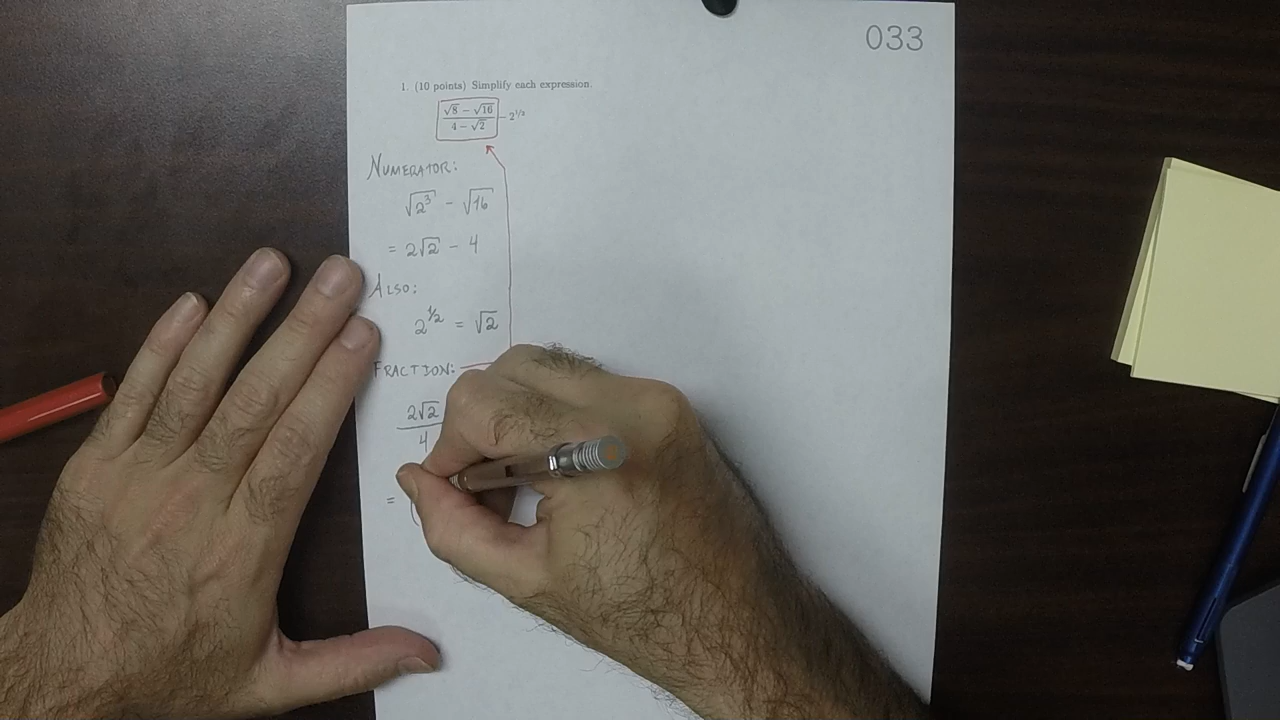 033
1. (10 points) Simplify each expression.
√8 − √16 / 4 − √2 − 2^1/2
NUMERATOR:
√2³ − √16
= 2√2 − 4
ALSO:
2^1/2 = √2
FRACTION:
2√2
4
= (